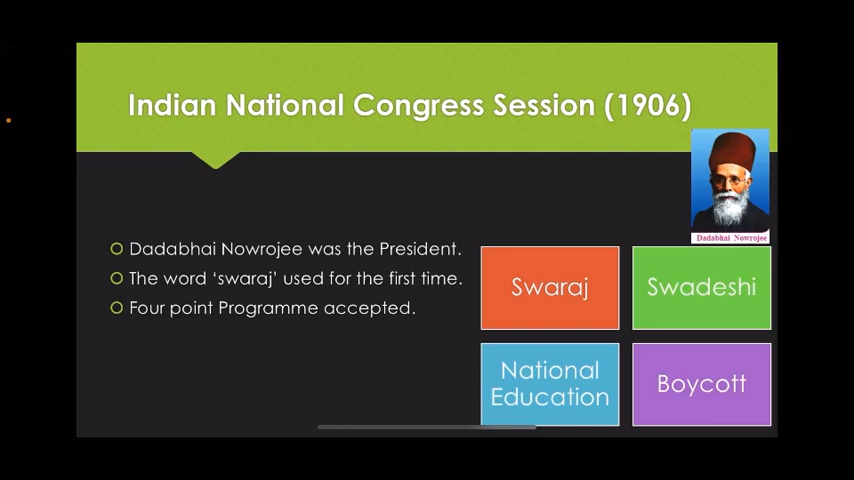 Indian National Congress Session (1906)
Dadabhai Nowrojee
Dadabhai Nowrojee was the President.
The word ‘swaraj’ used for the first time.
Four point Programme accepted.
Swaraj
Swadeshi
National
Education
Boycott